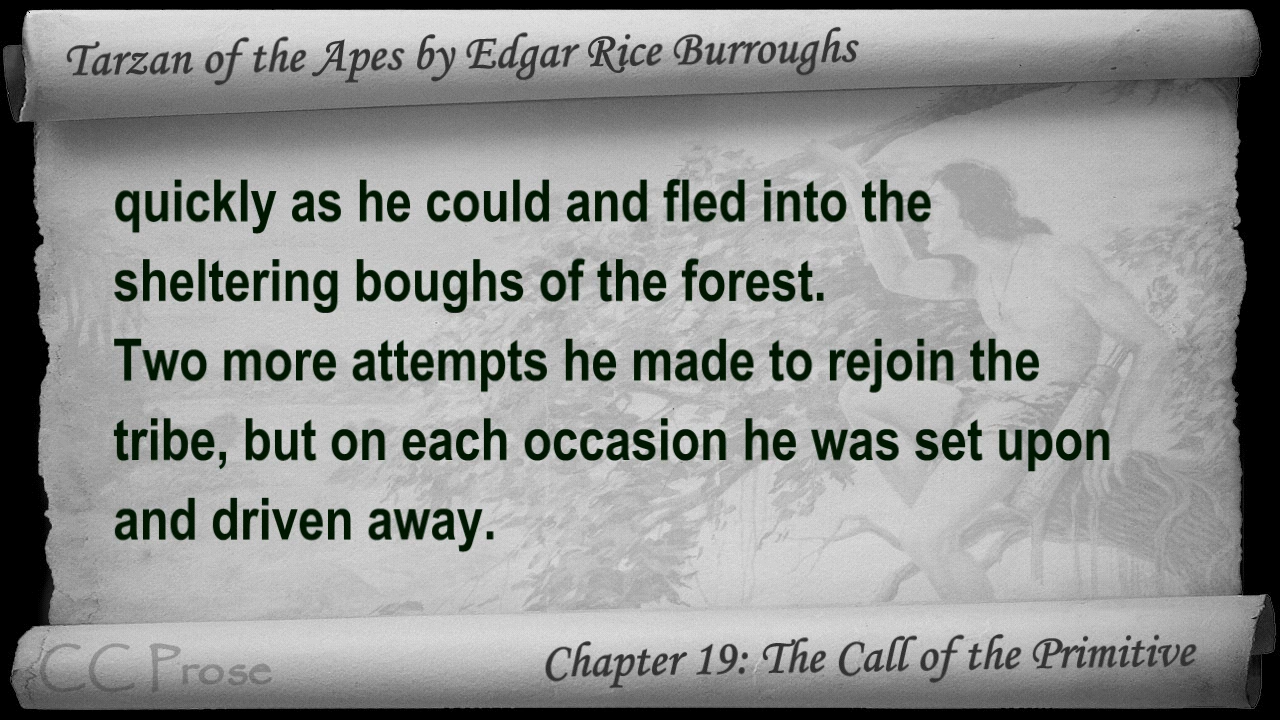 Tarzan of the Apes by Edgar Rice Burroughs
quickly as he could and fled into the
sheltering boughs of the forest.
Two more attempts he made to rejoin the
tribe, but on each occasion he was set upon
and driven away.
CC Prose
Chapter 19: The Call of the Primitive